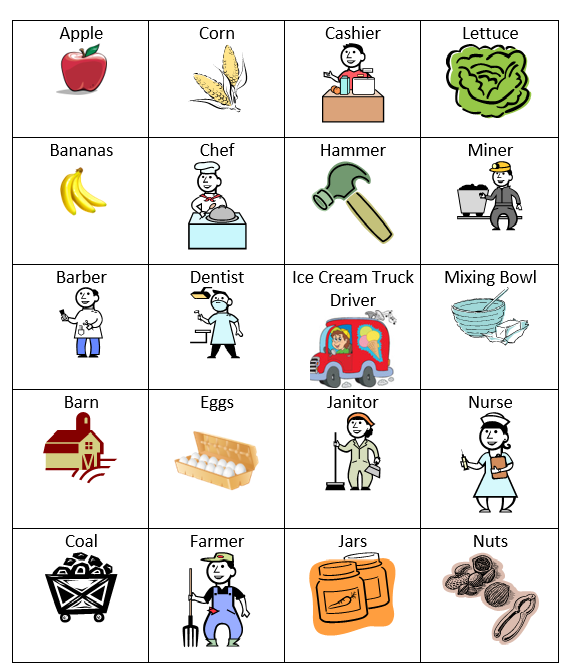 Apple
Corn
Cashier
Lettuce
Bananas
Chef
Hammer
Miner
Barber
Dentist
Ice Cream Truck
Driver
Mixing Bowl
Barn
Eggs
Janitor
Nurse
Coal
Farmer
Jars
Nuts